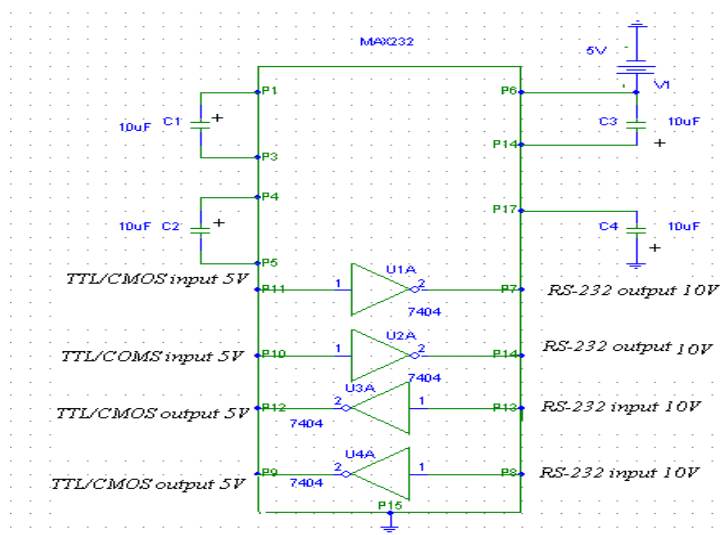 MAX232
5V
V1
P1
P6
10uF C1 +
C3 10uF
P14
+
P3
P4
P17
10uF C2 +
C4 10uF
+
P5
TTL/CMOS input 5V
P11
1
U1A
2
7404
P7
RS-232 output 10V
TTL/COMS input 5V
P10
1
U2A
2
7404
P14
RS-232 output 10V
TTL/CMOS output 5V
P12
7404
2
U3A
1
P13
RS-232 input 10V
TTL/CMOS output 5V
P9
7404
2
U4A
1
P8
RS-232 input 10V
P15